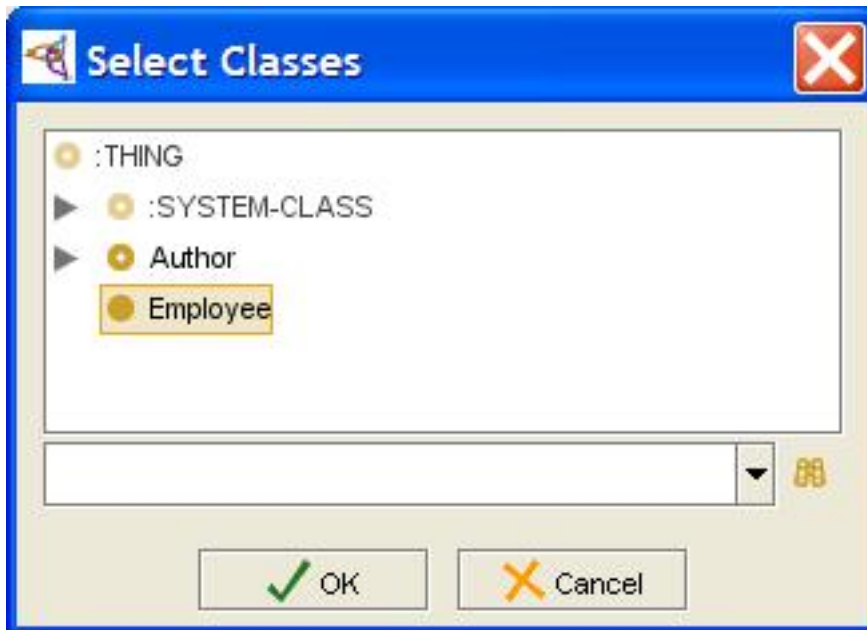 Select Classes
:THING
:SYSTEM-CLASS
Author
Employee
OK Cancel